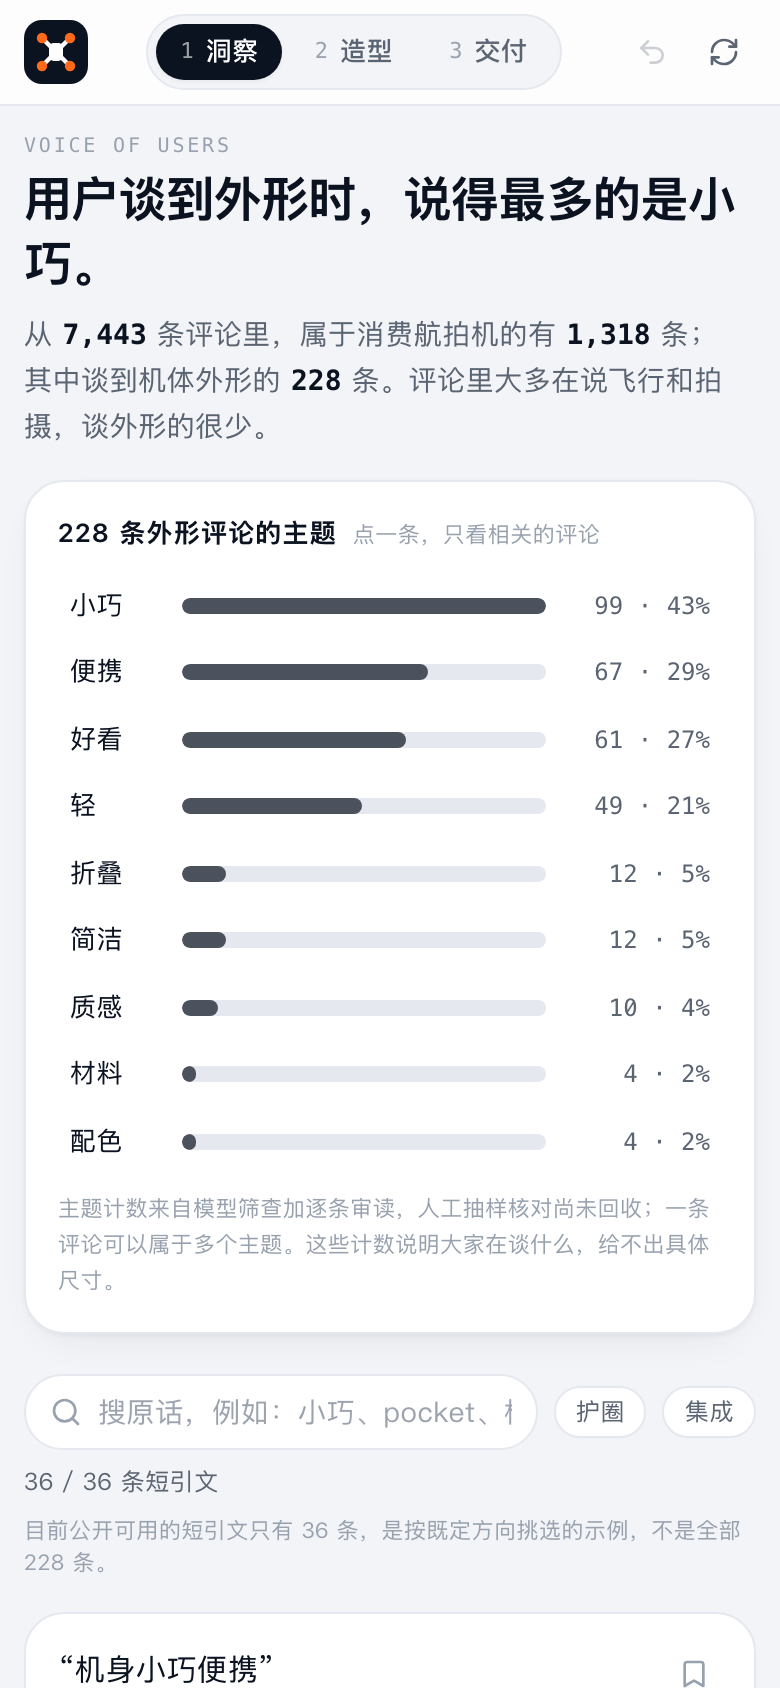 1 洞察 2 造型 3 交付
VOICE OF USERS
用户谈到外形时，说得最多的是小
巧。
从 7,443 条评论里，属于消费航拍机的有 1,318 条；
其中谈到机体外形的 228 条。评论里大多在说飞行和拍
摄，谈外形的很少。
228 条外形评论的主题 点一条，只看相关的评论
小巧 99 · 43%
便携 67 · 29%
好看 61 · 27%
轻 49 · 21%
折叠 12 · 5%
简洁 12 · 5%
质感 10 · 4%
材料 4 · 2%
配色 4 · 2%
主题计数来自模型筛查加逐条审读，人工抽样核对尚未回收；一条
评论可以属于多个主题。这些计数说明大家在谈什么，给不出具体
尺寸。
搜原话，例如：小巧、pocket、 护圈 集成
36 / 36 条短引文
目前公开可用的短引文只有 36 条，是按既定方向挑选的示例，不是全部
228 条。
“机身小巧便携”